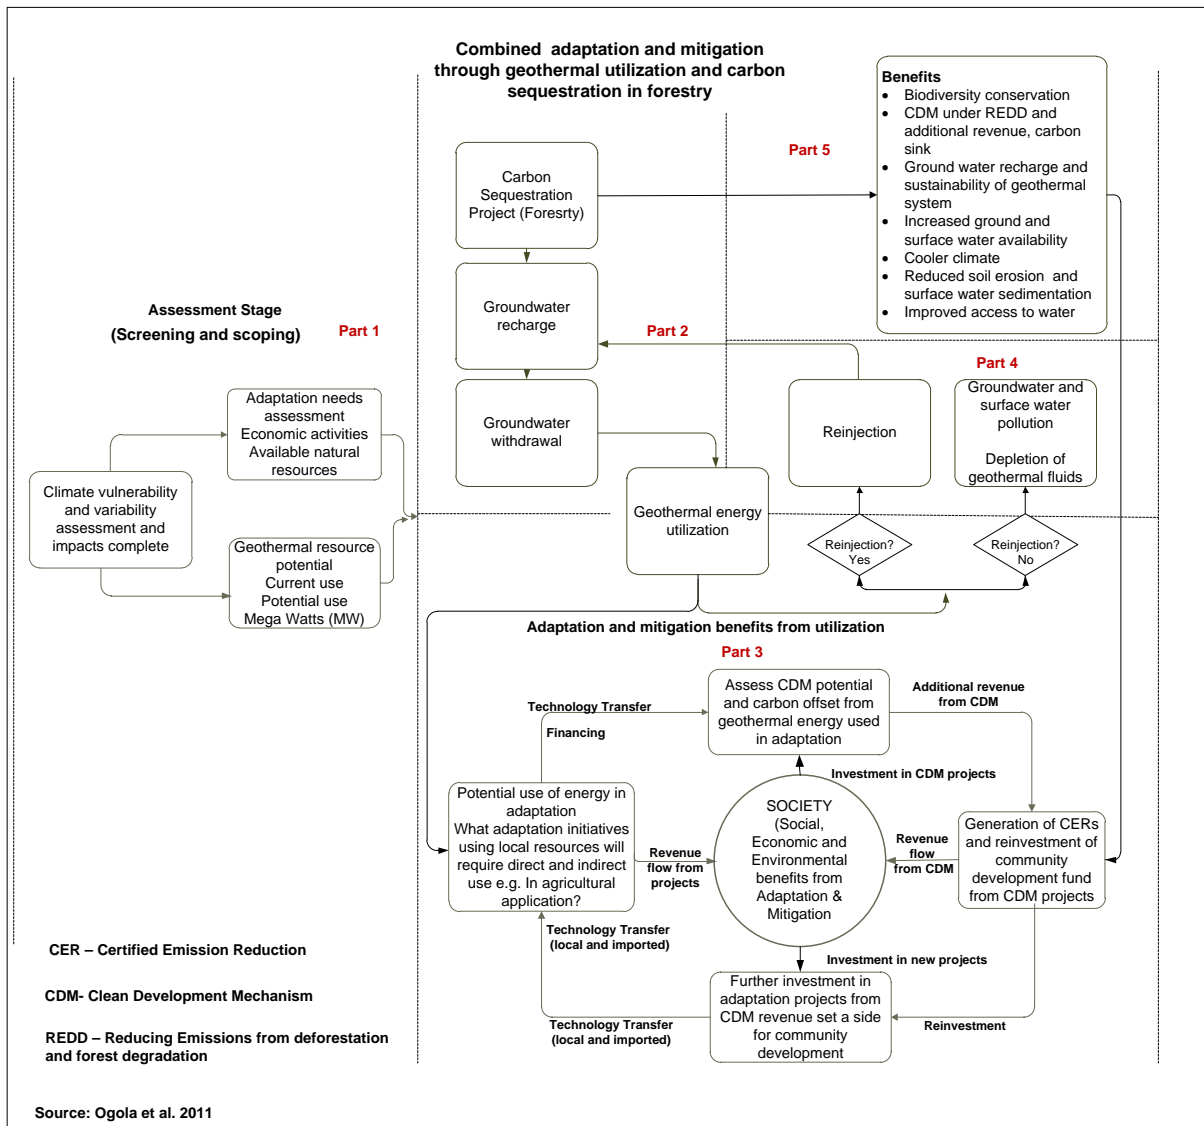 Combined  adaptation and mitigation
through geothermal utilization and carbon
sequestration in forestry
Assessment Stage
(Screening and scoping)
Part 1
Climate vulnerability
and variability
assessment and
impacts complete
Adaptation needs
assessment
Economic activities
Available natural
resources
Geothermal resource
potential
Current use
Potential use
Mega Watts (MW)
Carbon
Sequestration
Project (Foresrty)
Groundwater
recharge
Groundwater
withdrawal
Part 2
Geothermal energy
utilization
Part 5
Benefits
• Biodiversity conservation
• CDM under REDD and
additional revenue, carbon
sink
• Ground water recharge and
sustainability of geothermal
system
• Increased ground and
surface water availability
• Cooler climate
• Reduced soil erosion  and
surface water sedimentation
• Improved access to water
Part 4
Reinjection
Groundwater and
surface water
pollution
Depletion of
geothermal fluids
Reinjection?
Yes
Reinjection?
No
Adaptation and mitigation benefits from utilization
Part 3
Assess CDM potential
and carbon offset from
geothermal energy used
in adaptation
Technology Transfer
Financing
Additional revenue
from CDM
Investment in CDM projects
Potential use of energy in
adaptation
What adaptation initiatives
using local resources will
require direct and indirect
use e.g. In agricultural
application?
Revenue
flow from
projects
SOCIETY
(Social,
Economic and
Environmental
benefits from
Adaptation &
Mitigation
Revenue
flow
from CDM
Generation of CERs
and reinvestment of
community
development fund
from CDM projects
Technology Transfer
(local and imported)
Investment in new projects
Further investment in
adaptation projects from
CDM revenue set a side
for community
development
Technology Transfer
(local and imported)
Reinvestment
CER – Certified Emission Reduction
CDM- Clean Development Mechanism
REDD – Reducing Emissions from deforestation
and forest degradation
Source: Ogola et al. 2011